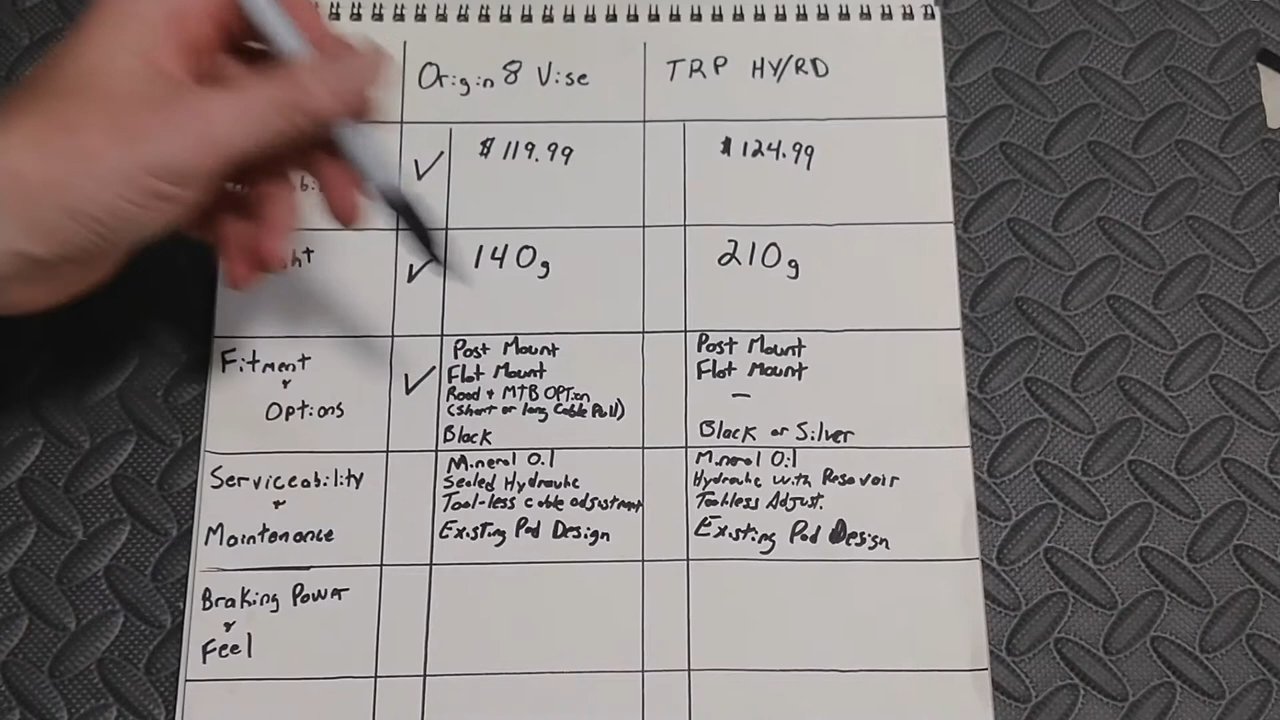 Origin 8 Vise
TRP HY/RD
$119.99
$124.99
140g
210g
Fitment
&
Options
Post Mount
Flat Mount
Road + MTB OPTion
(Short or long Cable Pull)
Black
Post Mount
Flat Mount
—
Black or Silver
Serviceability
&
Maintenance
Mineral Oil
Sealed Hydraulic
Tool-less cable adjustment
Existing Pad Design
Mineral Oil
Hydraulic with Resovoir
Toolless Adjust.
Existing Pad Design
Braking Power
&
Feel